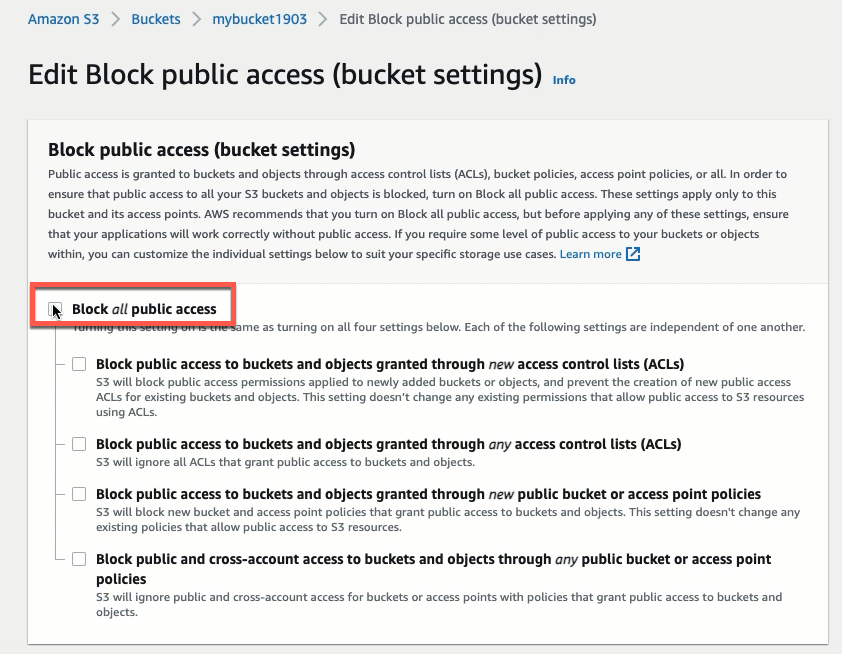 Amazon S3 > Buckets > mybucket1903 > Edit Block public access (bucket settings)
Edit Block public access (bucket settings) Info
Block public access (bucket settings)
Public access is granted to buckets and objects through access control lists (ACLs), bucket policies, access point policies, or all. In order to
ensure that public access to all your S3 buckets and objects is blocked, turn on Block all public access. These settings apply only to this
bucket and its access points. AWS recommends that you turn on Block all public access, but before applying any of these settings, ensure
that your applications will work correctly without public access. If you require some level of public access to your buckets or objects
within, you can customize the individual settings below to suit your specific storage use cases. Learn more
Block all public access
Turning this setting on is the same as turning on all four settings below. Each of the following settings are independent of one another.
Block public access to buckets and objects granted through new access control lists (ACLs)
S3 will block public access permissions applied to newly added buckets or objects, and prevent the creation of new public access
ACLs for existing buckets and objects. This setting doesn't change any existing permissions that allow public access to S3 resources
using ACLs.
Block public access to buckets and objects granted through any access control lists (ACLs)
S3 will ignore all ACLs that grant public access to buckets and objects.
Block public access to buckets and objects granted through new public bucket or access point policies
S3 will block new bucket and access point policies that grant public access to buckets and objects. This setting doesn't change any
existing policies that allow public access to S3 resources.
Block public and cross-account access to buckets and objects through any public bucket or access point
policies
S3 will ignore public and cross-account access for buckets or access points with policies that grant public access to buckets and
objects.